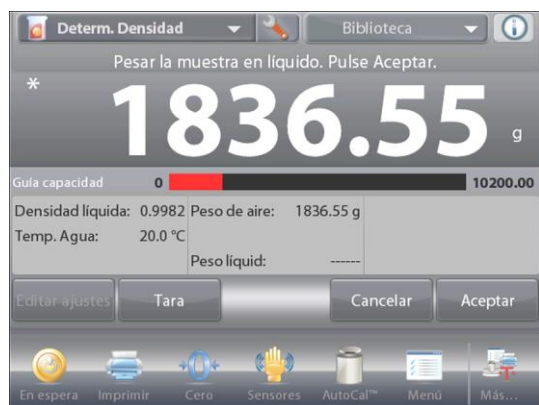 Determ. Densidad Biblioteca
Pesar la muestra en líquido. Pulse Aceptar.
* 1836.55 g
Guía capacidad 0 10200.00
Densidad líquida: 0.9982 Peso de aire: 1836.55 g
Temp. Agua: 20.0 °C
Peso líquid: ------
Editar ajustes Tara Cancelar Aceptar
En espera Imprimir Cero Sensores AutoCal™ Menú Más...